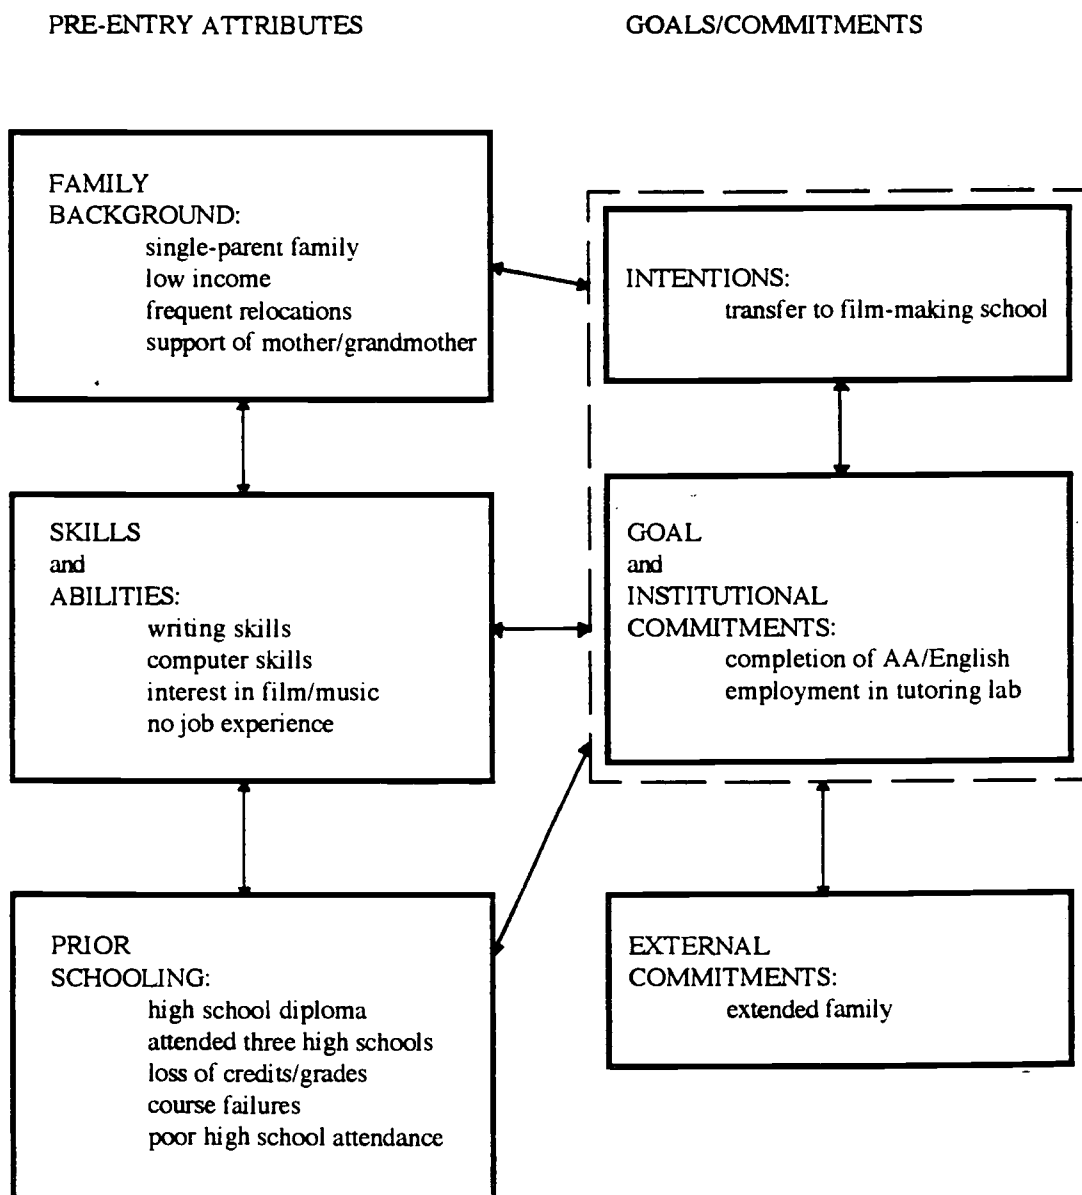 PRE-ENTRY ATTRIBUTES
GOALS/COMMITMENTS
FAMILY
BACKGROUND:
single-parent family
low income
frequent relocations
support of mother/grandmother
INTENTIONS:
transfer to film-making school
SKILLS
and
ABILITIES:
writing skills
computer skills
interest in film/music
no job experience
GOAL
and
INSTITUTIONAL
COMMITMENTS:
completion of AA/English
employment in tutoring lab
PRIOR
SCHOOLING:
high school diploma
attended three high schools
loss of credits/grades
course failures
poor high school attendance
EXTERNAL
COMMITMENTS:
extended family